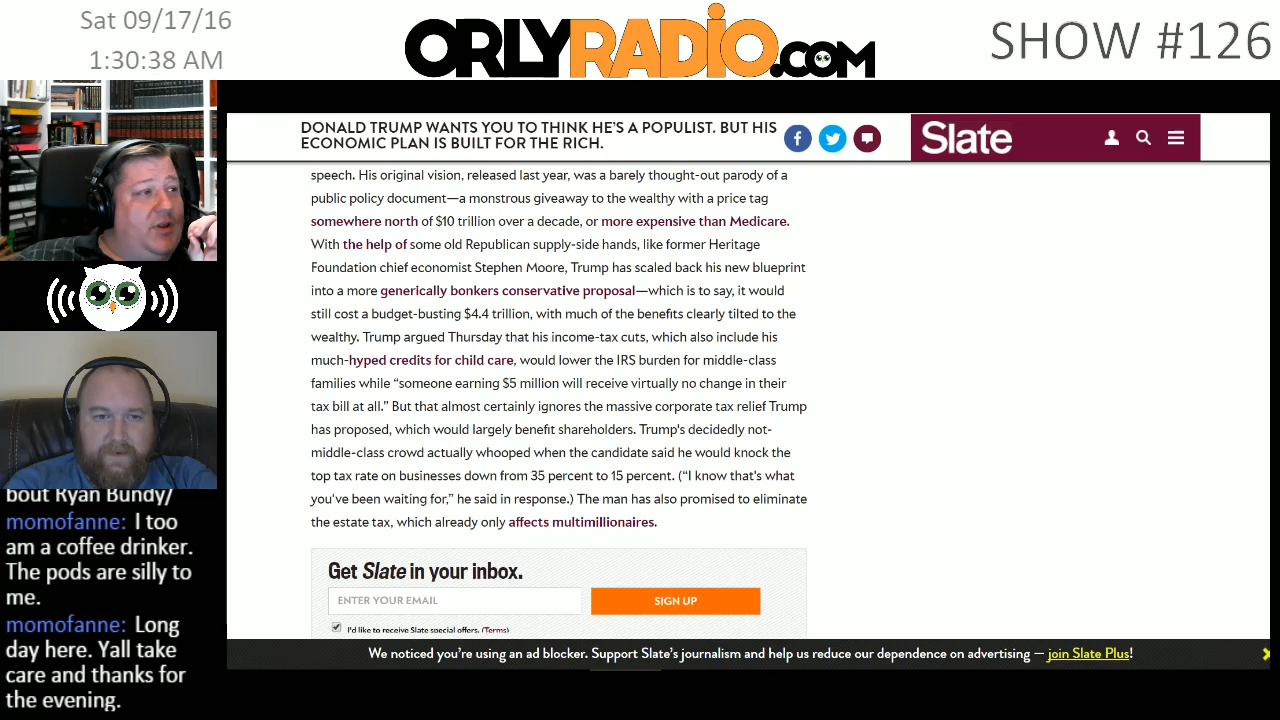 Sat 09/17/16
1:30:38 AM
ORLYRADIO.COM
SHOW #126
DONALD TRUMP WANTS YOU TO THINK HE'S A POPULIST. BUT HIS
ECONOMIC PLAN IS BUILT FOR THE RICH.
Slate
speech. His original vision, released last year, was a barely thought-out parody of a
public policy document—a monstrous giveaway to the wealthy with a price tag
somewhere north of $10 trillion over a decade, or more expensive than Medicare.
With the help of some old Republican supply-side hands, like former Heritage
Foundation chief economist Stephen Moore, Trump has scaled back his new blueprint
into a more generically bonkers conservative proposal—which is to say, it would
still cost a budget-busting $4.4 trillion, with much of the benefits clearly tilted to the
wealthy. Trump argued Thursday that his income-tax cuts, which also include his
much-hyped credits for child care, would lower the IRS burden for middle-class
families while “someone earning $5 million will receive virtually no change in their
tax bill at all.” But that almost certainly ignores the massive corporate tax relief Trump
has proposed, which would largely benefit shareholders. Trump's decidedly not-
middle-class crowd actually whooped when the candidate said he would knock the
top tax rate on businesses down from 35 percent to 15 percent. (“I know that's what
you've been waiting for,” he said in response.) The man has also promised to eliminate
the estate tax, which already only affects multimillionaires.
Get Slate in your inbox.
ENTER YOUR EMAIL
SIGN UP
I'd like to receive Slate special offers. (Terms)
We noticed you're using an ad blocker. Support Slate's journalism and help us reduce our dependence on advertising — join Slate Plus!
bout Ryan Bundy/
momofanne: I too
am a coffee drinker.
The pods are silly to
me.
momofanne: Long
day here. Yall take
care and thanks for
the evening.